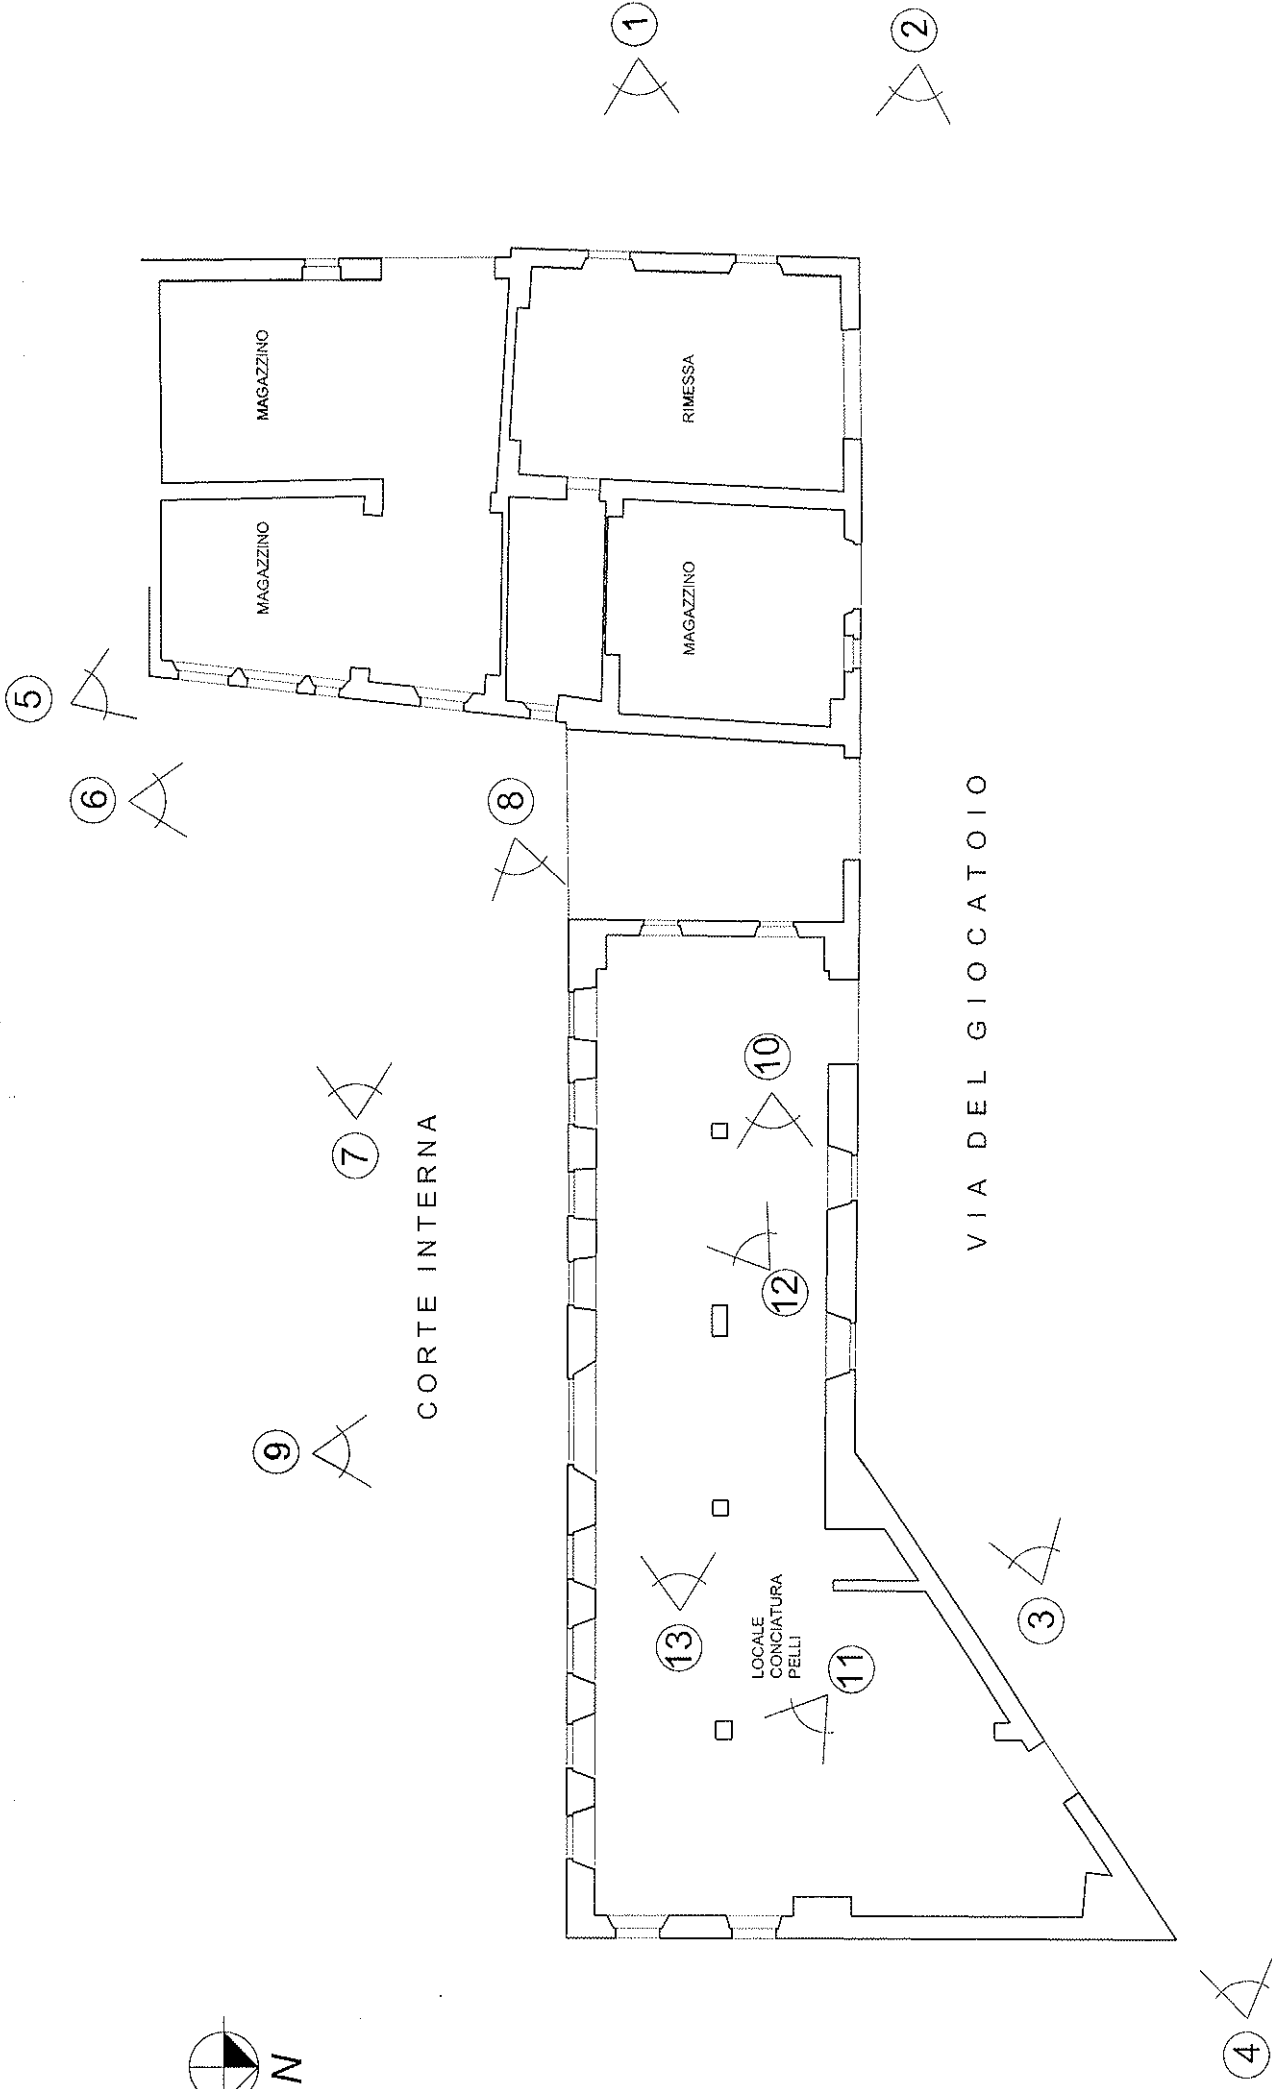 1
2
MAGAZZINO
RIMESSA
MAGAZZINO
MAGAZZINO
5
6
8
VIA DEL GIOCATOIO
7
10
CORTE INTERNA
12
9
13
LOCALE
CONCIATURA
PELLI
11
3
N
4